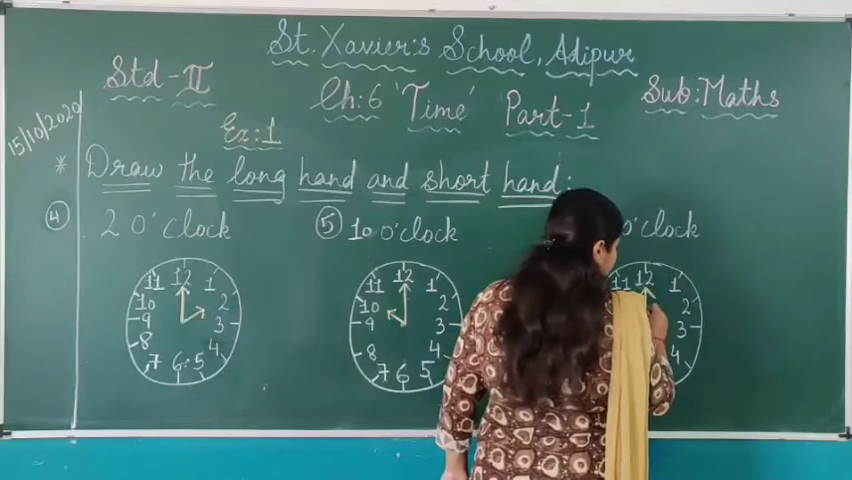 St. Xavier's School, Adipur
Std - II
Ch: 6 'Time' Part - 1
Sub: Maths
15/10/2020
Ex: 1
* Draw the long hand and short hand:
4 2 O'clock
5 10 O'clock
O'clock
12 1 2 3 4 5 6 7 8 9 10 11
12 1 2 3 4 5 6 7 8 9 10 11
11 12 1 2 3 4